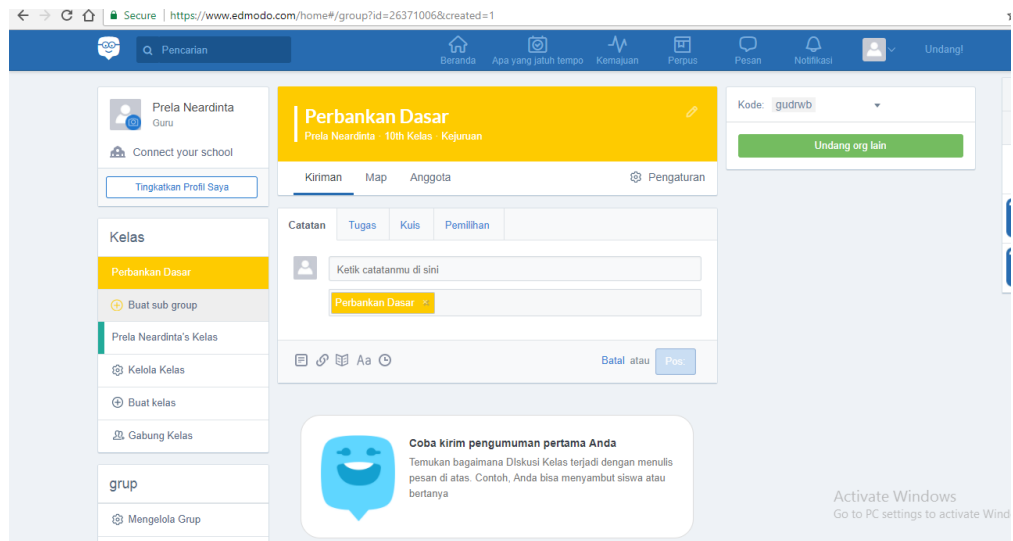 Secure | https://www.edmodo.com/home#/group?id=26371006&created=1
Pencarian
Beranda
Apa yang jatuh tempo
Kemajuan
Perpus
Pesan
Notifikasi
Undang!
Prela Neardinta
Guru
Connect your school
Tingkatkan Profil Saya
Kelas
Perbankan Dasar
Buat sub group
Prela Neardinta's Kelas
Kelola Kelas
Buat kelas
Gabung Kelas
grup
Mengelola Grup
Perbankan Dasar
Prela Neardinta · 10th Kelas · Kejuruan
Kiriman Map Anggota Pengaturan
Catatan Tugas Kuis Pemilihan
Ketik catatanmu di sini
Perbankan Dasar ×
Aa
Batal atau Pos
Coba kirim pengumuman pertama Anda
Temukan bagaimana DIskusi Kelas terjadi dengan menulis
pesan di atas. Contoh, Anda bisa menyambut siswa atau
bertanya
Kode: gudrwb
Undang org lain
Activate Windows
Go to PC settings to activate Wind